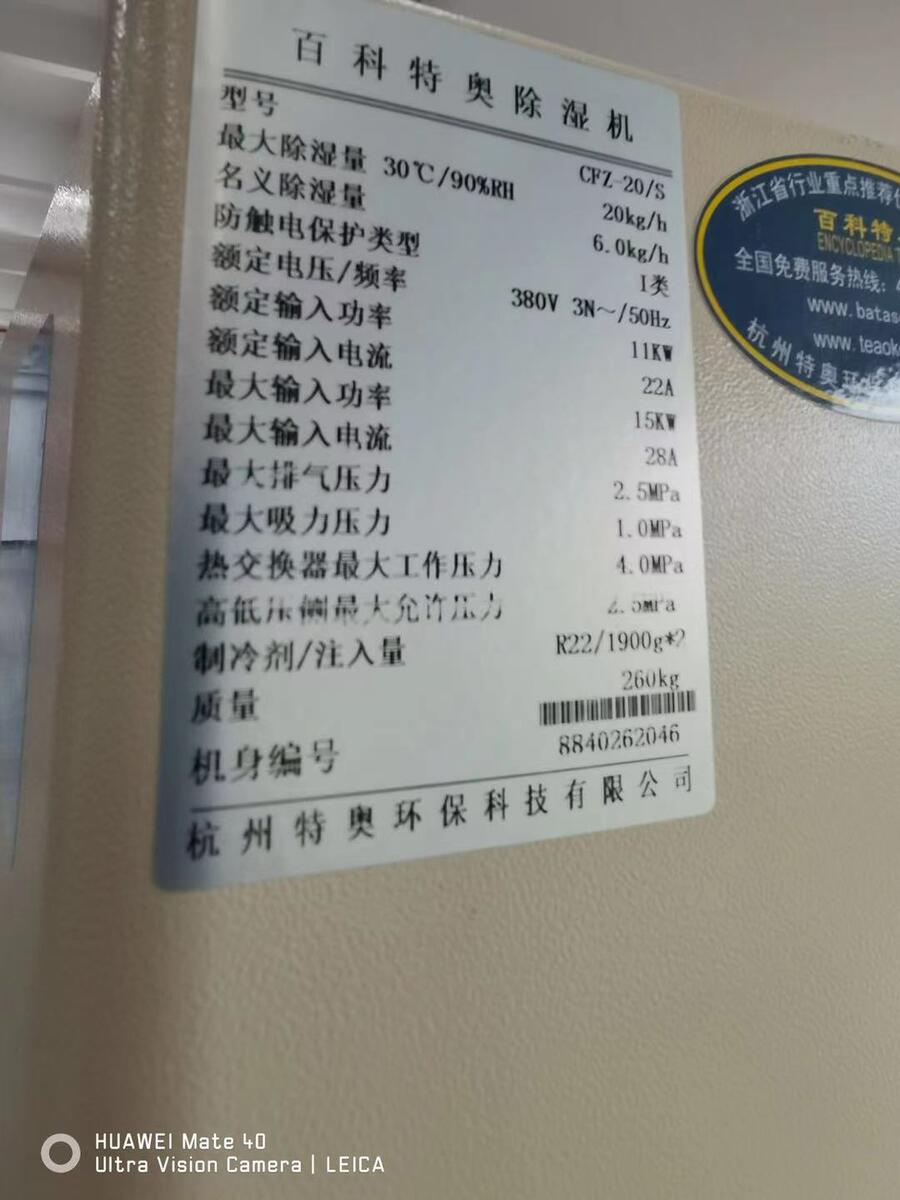 百科特奥除湿机
型号 CFZ-20/S
最大除湿量 30℃/90%RH 20kg/h
名义除湿量 6.0kg/h
防触电保护类型 I类
额定电压/频率 380V 3N~/50Hz
额定输入功率 11KW
额定输入电流 22A
最大输入功率 15KW
最大输入电流 28A
最大排气压力 2.5MPa
最大吸力压力 1.0MPa
热交换器最大工作压力 4.0MPa
高低压侧最大允许压力 2.5MPa
制冷剂/注入量 R22/1900g*2
质量 260kg
机身编号 8840262046
杭州特奥环保科技有限公司
浙江省行业重点推荐
百科特
ENCYCLOPEDIA
全国免费服务热线:4
www.batas
www.teaok
杭州特奥环保
HUAWEI Mate 40
Ultra Vision Camera | LEICA